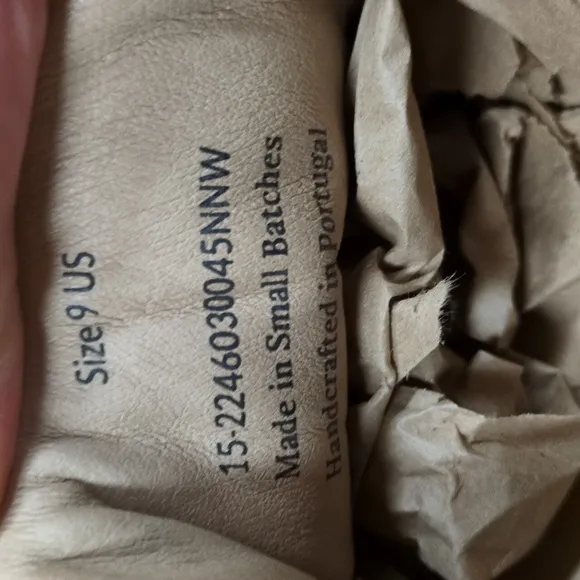 Size 9 US
15-2246030045NNW
Made in Small Batches
Handcrafted in Portugal